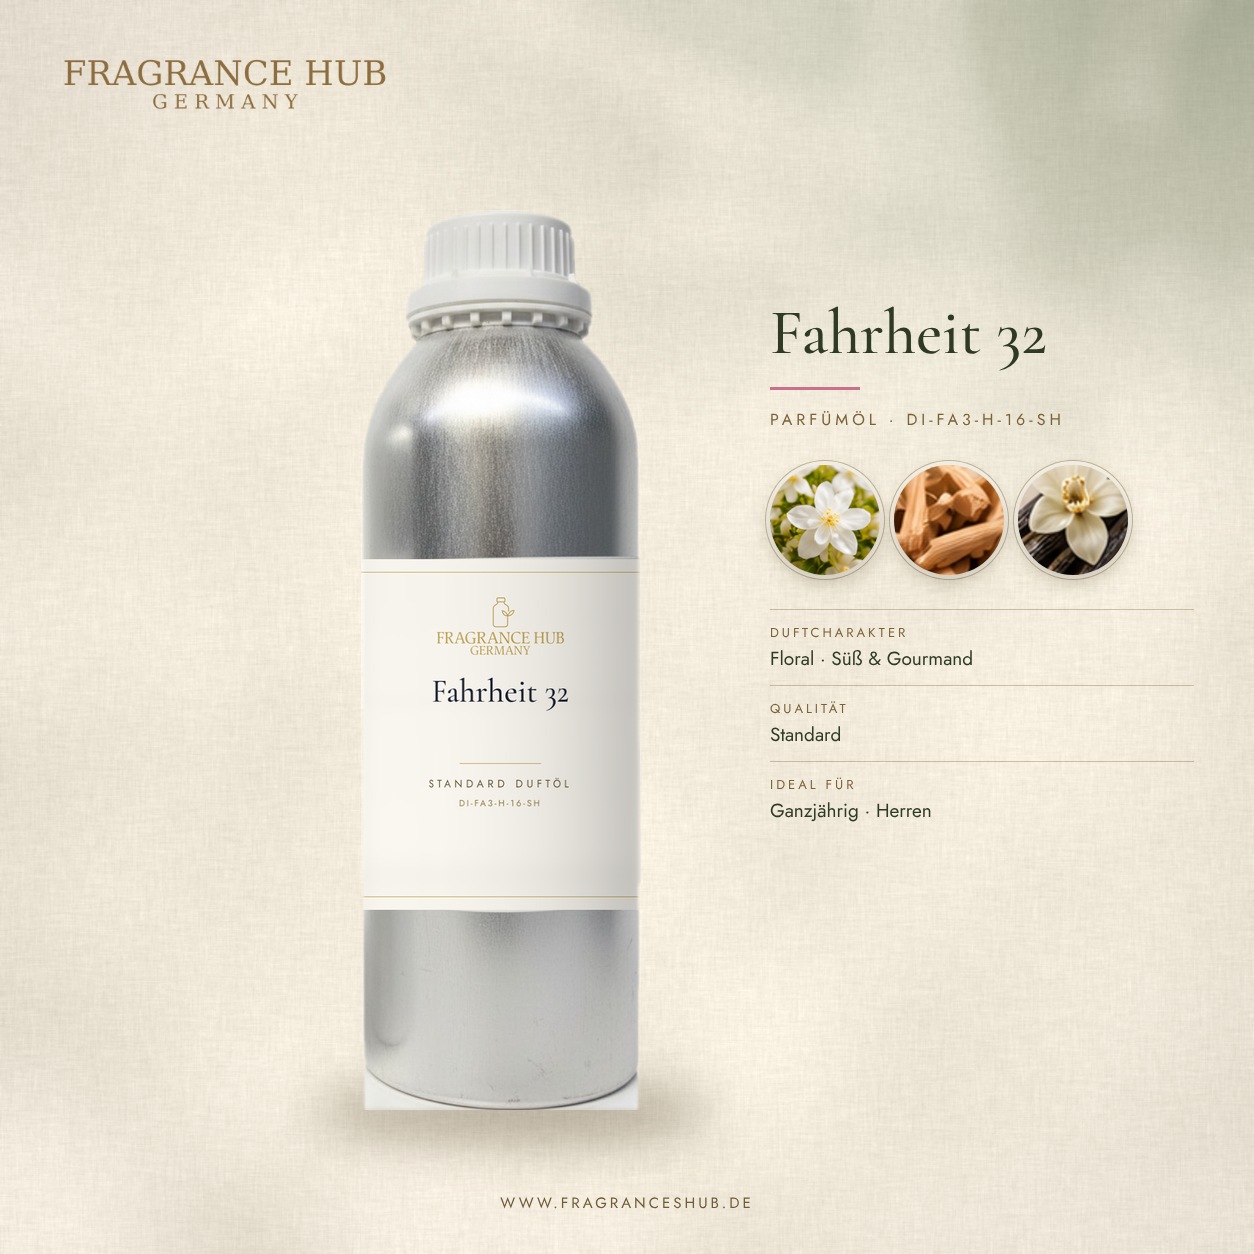 FRAGRANCE HUB
GERMANY
Fahrheit 32
PARFÜMÖL · DI-FA3-H-16-SH
DUFTCHARAKTER
Floral · Süß & Gourmand
QUALITÄT
Standard
IDEAL FÜR
Ganzjährig · Herren
FRAGRANCE HUB
GERMANY
Fahrheit 32
STANDARD DUFTÖL
DI-FA3-H-16-SH
WWW.FRAGRANCESHUB.DE